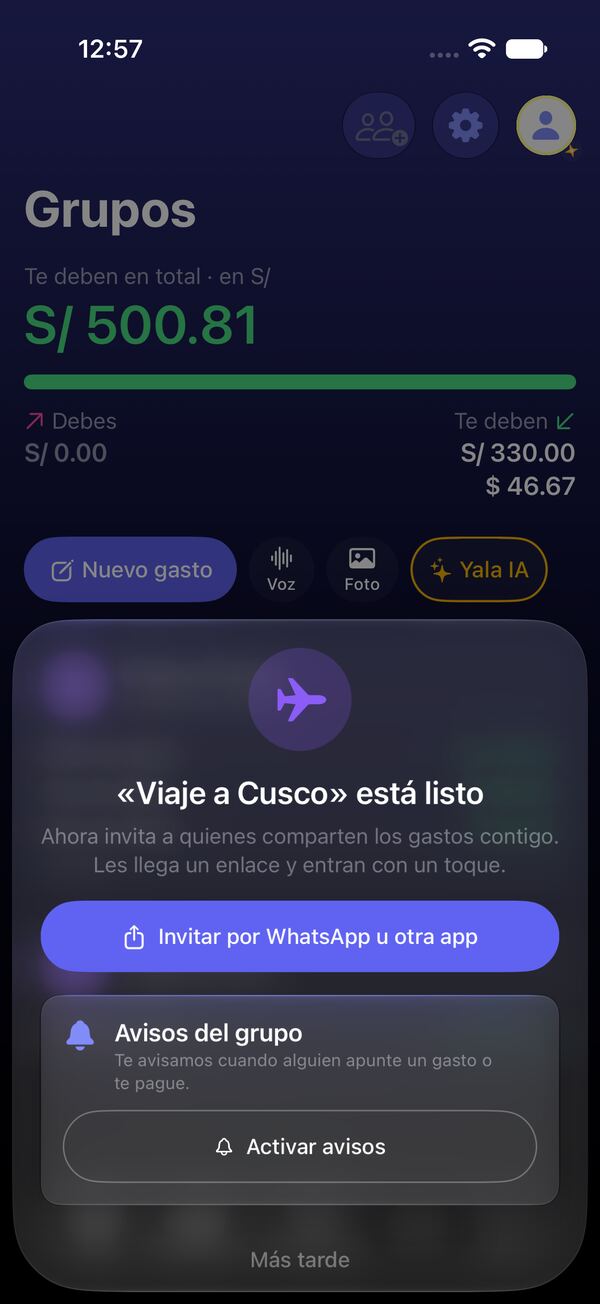 12:57
Grupos
Te deben en total · en S/
S/ 500.81
Debes
Te deben
S/ 0.00
S/ 330.00
$ 46.67
Nuevo gasto
Voz
Foto
Yala IA
«Viaje a Cusco» está listo
Ahora invita a quienes comparten los gastos contigo.
Les llega un enlace y entran con un toque.
Invitar por WhatsApp u otra app
Avisos del grupo
Te avisamos cuando alguien apunte un gasto o
te pague.
Activar avisos
Más tarde